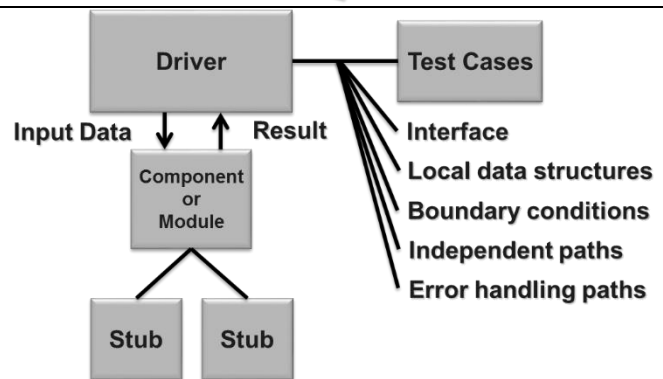 Driver
Test Cases
Input Data
Result
Component
or
Module
Interface
Local data structures
Boundary conditions
Independent paths
Error handling paths
Stub
Stub